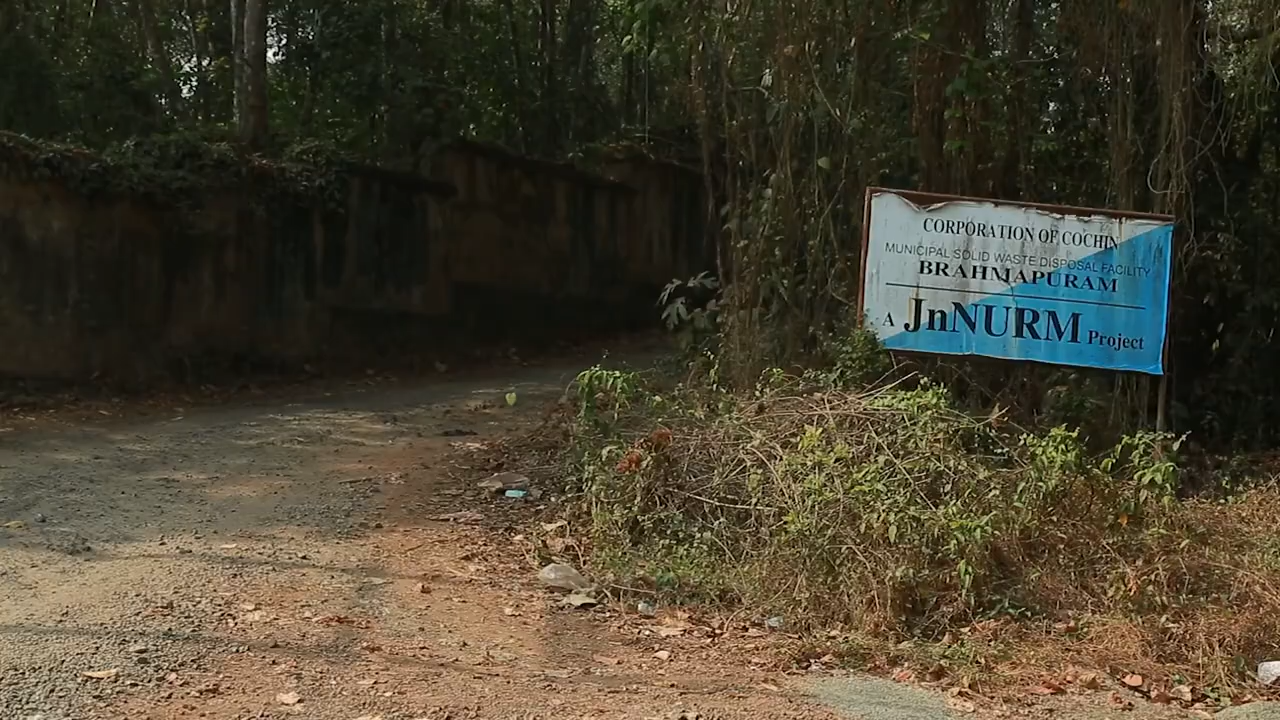 CORPORATION OF COCHIN
MUNICIPAL SOLID WASTE DISPOSAL FACILITY
BRAHMAPURAM
A JnNURM Project